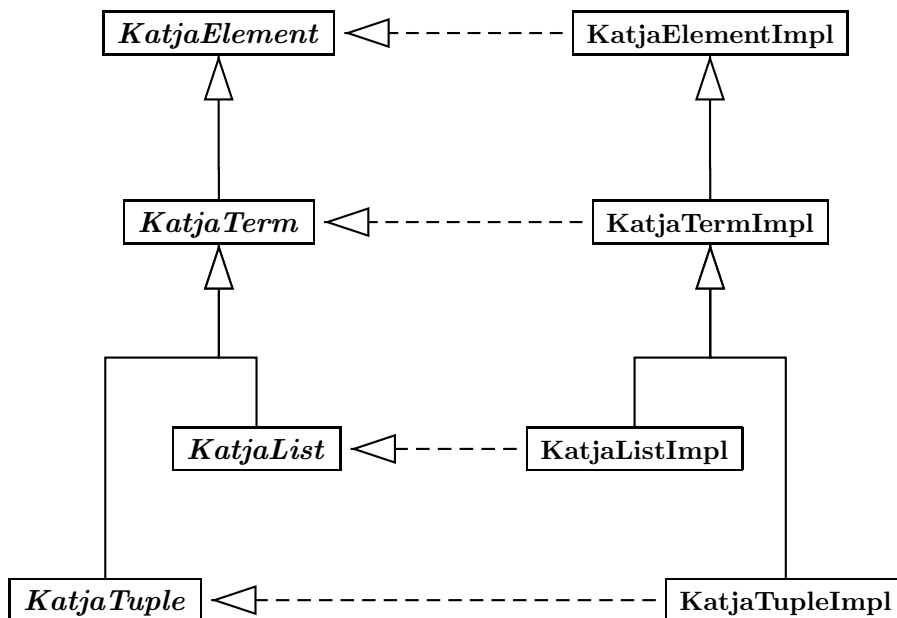 KatjaElement
KatjaElementImpl
KatjaTerm
KatjaTermImpl
KatjaList
KatjaListImpl
KatjaTuple
KatjaTupleImpl